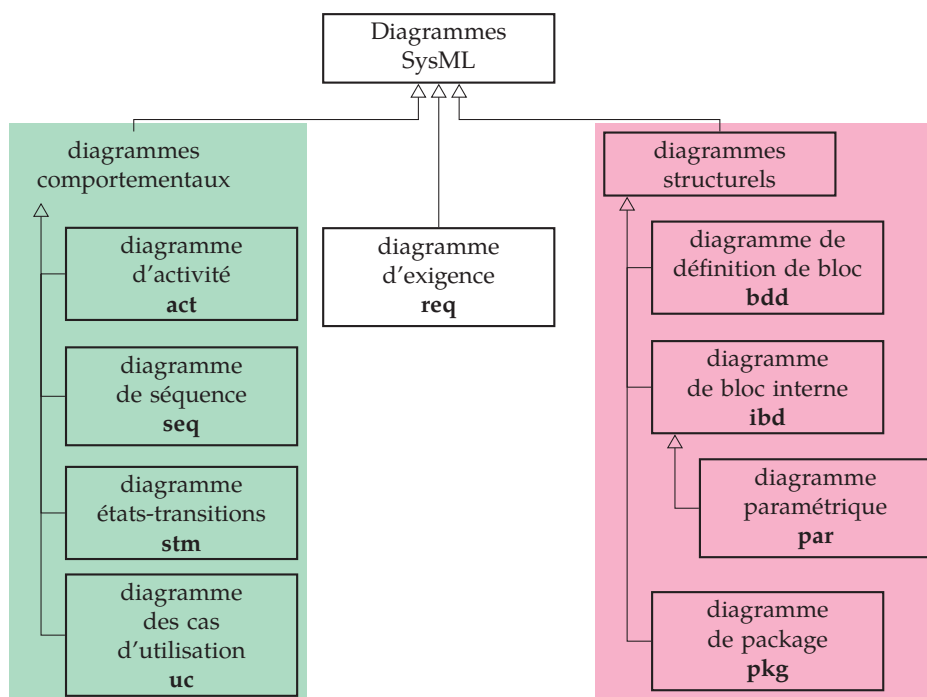 Diagrammes
SysML
diagrammes
comportementaux
diagramme
d'activité
act
diagramme
de séquence
seq
diagramme
états-transitions
stm
diagramme
des cas
d'utilisation
uc
diagramme
d'exigence
req
diagrammes
structurels
diagramme de
définition de bloc
bdd
diagramme
de bloc interne
ibd
diagramme
paramétrique
par
diagramme
de package
pkg